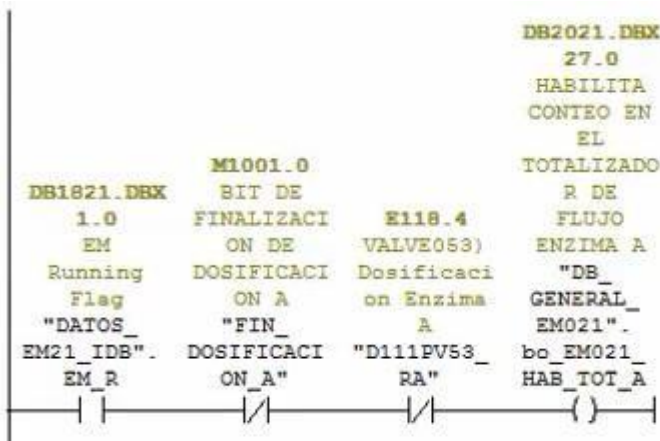 DB1821.DBX
1.0
EM
Running
Flag
"DATOS_
EM21_IDB".
EM_R
M1001.0
BIT DE
FINALIZACI
ON DE
DOSIFICACI
ON A
"FIN_
DOSIFICACI
ON_A"
E118.4
VALVE053)
Dosificaci
on Enzima
A
"D111PV53_
RA"
DB2021.DBX
27.0
HABILITA
CONTEO EN
EL
TOTALIZADO
R DE
FLUJO
ENZIMA A
"DB_
GENERAL_
EM021".
bo_EM021_
HAB_TOT_A